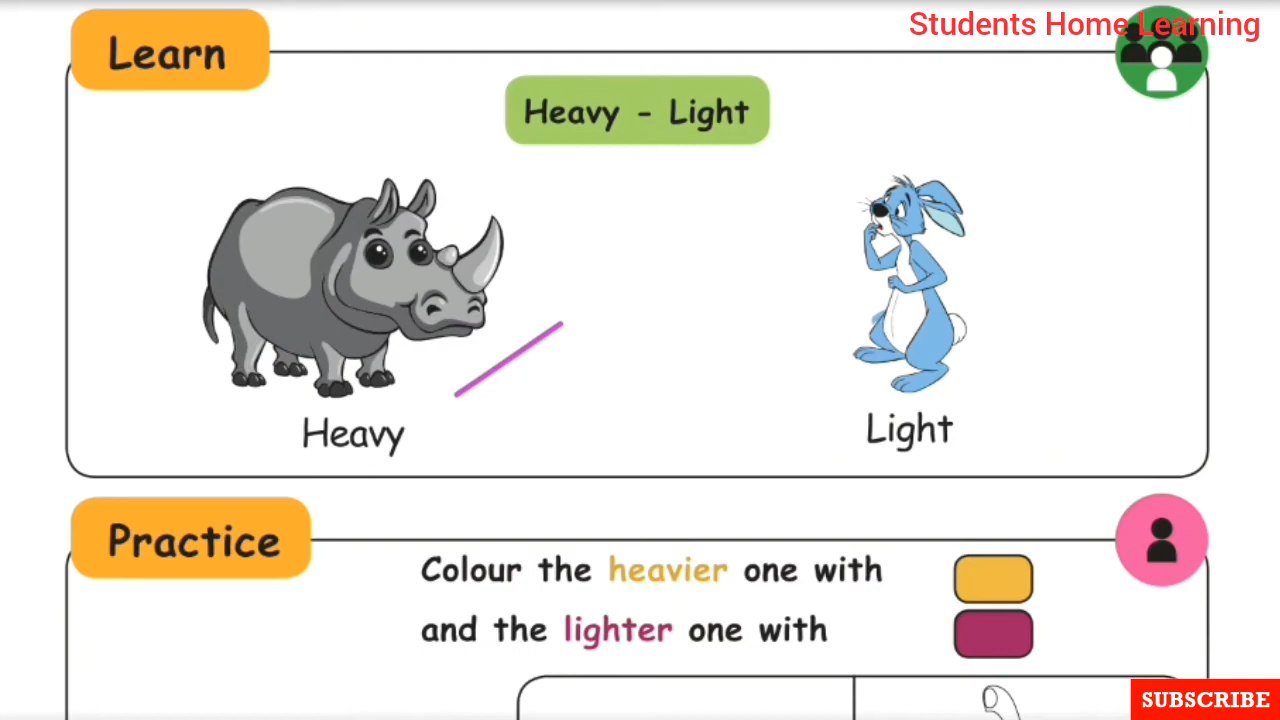 Students Home Learning
Learn
Heavy - Light
Heavy
Light
Practice
Colour the heavier one with
and the lighter one with
SUBSCRIBE